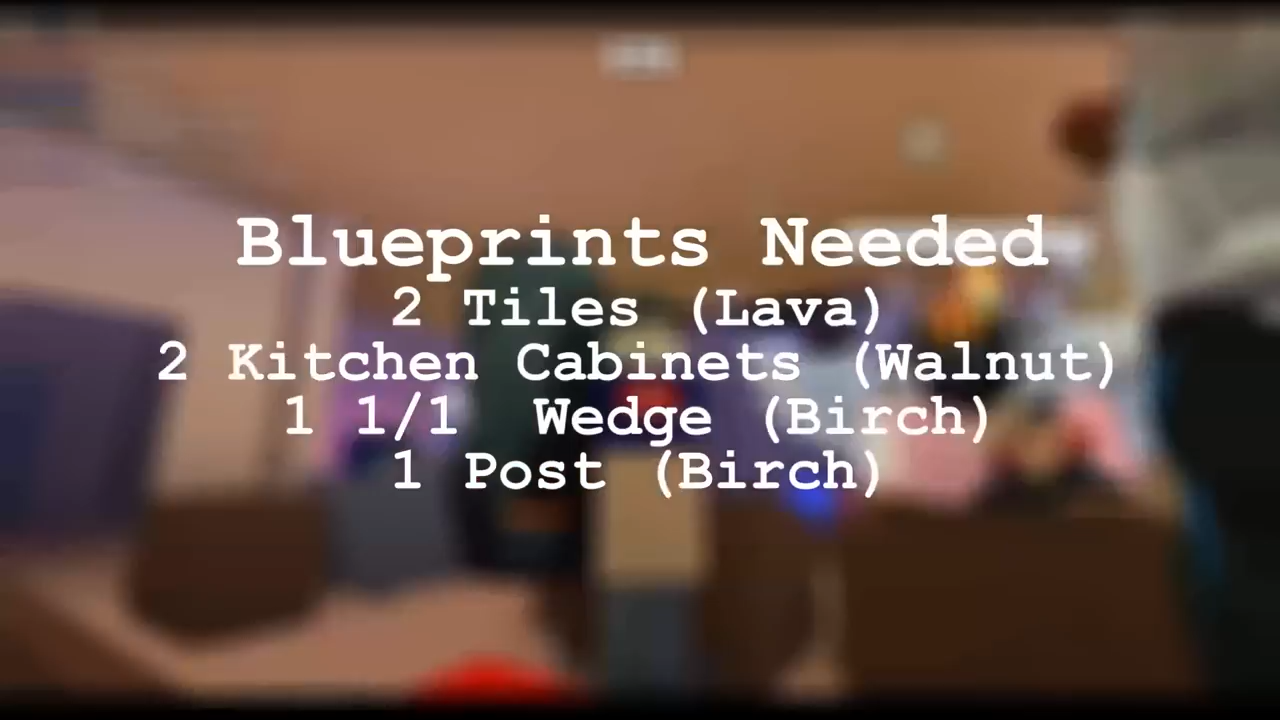 Blueprints Needed
2 Tiles (Lava)
2 Kitchen Cabinets (Walnut)
1 1/1 Wedge (Birch)
1 Post (Birch)